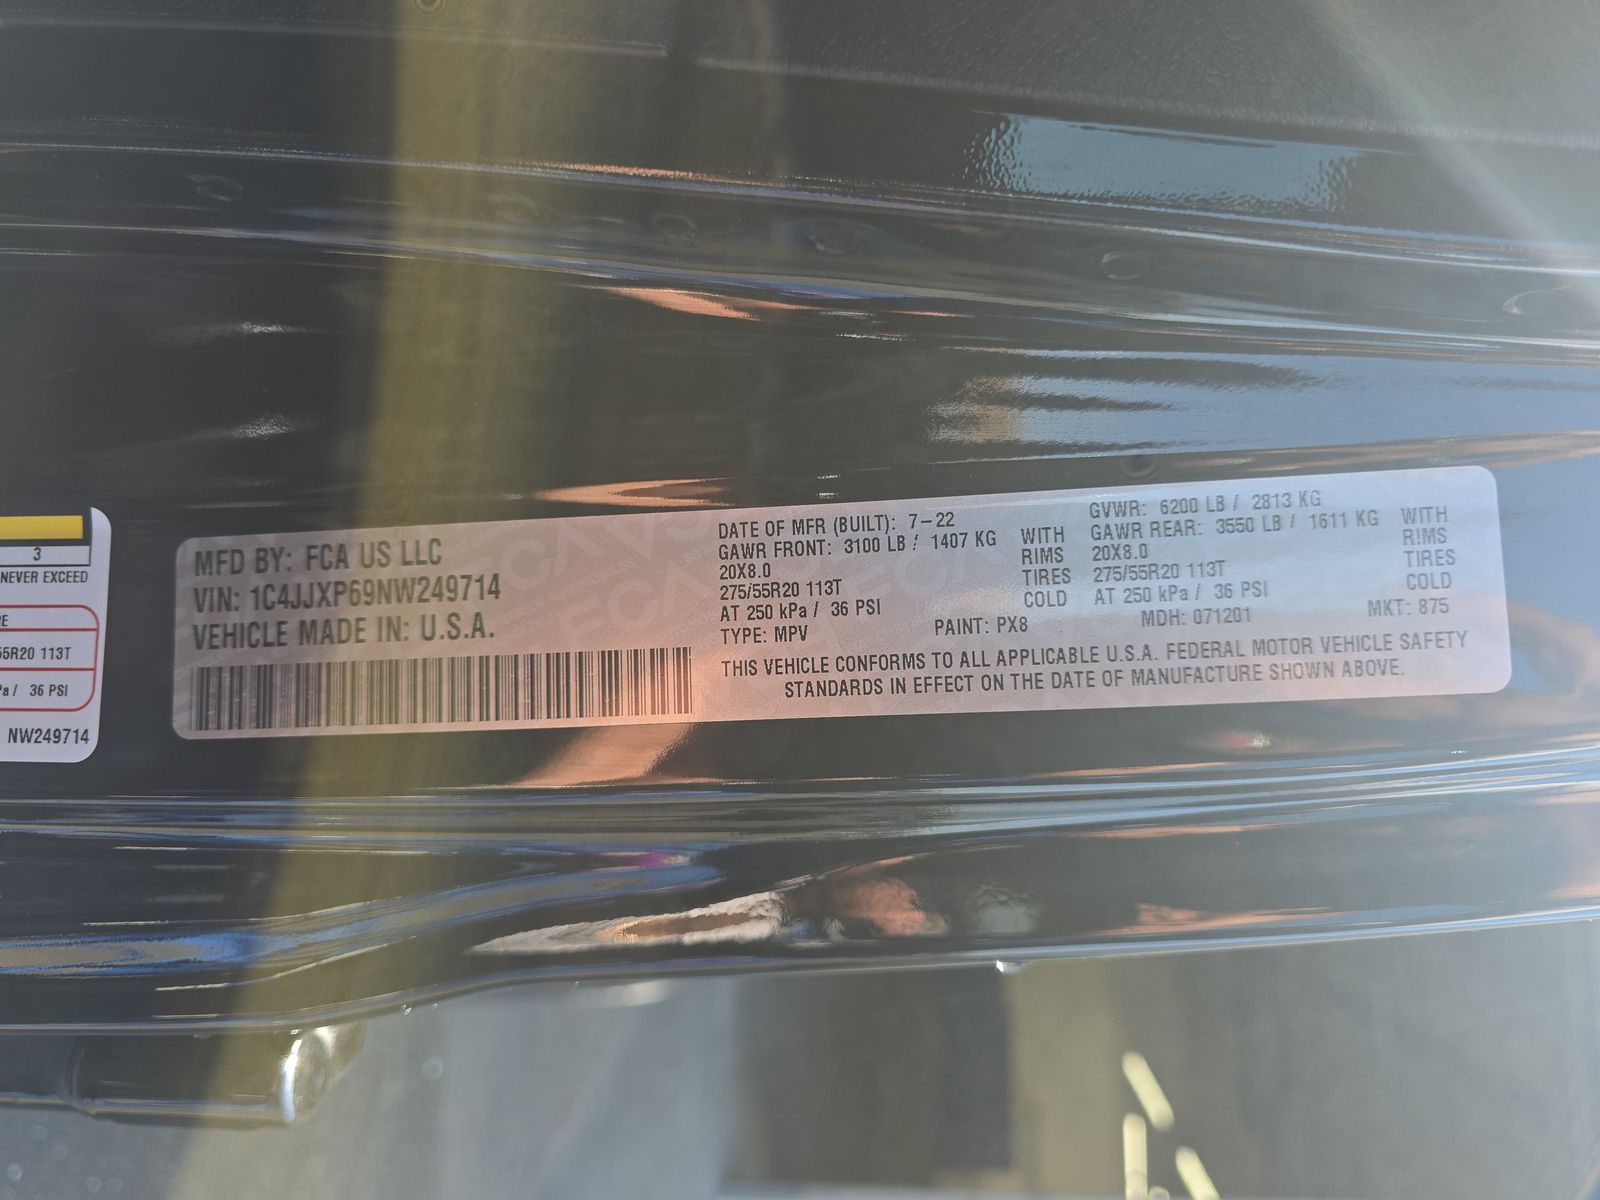 3
NEVER EXCEED
RE
55R20 113T
Pa / 36 PSI
NW249714
MFD BY: FCA US LLC
VIN: 1C4JJXP69NW249714
VEHICLE MADE IN: U.S.A.
DATE OF MFR (BUILT): 7-22
GAWR FRONT: 3100 LB / 1407 KG WITH
20X8.0 RIMS
275/55R20 113T TIRES
AT 250 kPa / 36 PSI COLD
TYPE: MPV PAINT: PX8 MDH: 071201 MKT: 875
GVWR: 6200 LB / 2813 KG
GAWR REAR: 3550 LB / 1611 KG WITH
20X8.0 RIMS
275/55R20 113T TIRES
AT 250 kPa / 36 PSI COLD
THIS VEHICLE CONFORMS TO ALL APPLICABLE U.S.A. FEDERAL MOTOR VEHICLE SAFETY
STANDARDS IN EFFECT ON THE DATE OF MANUFACTURE SHOWN ABOVE.